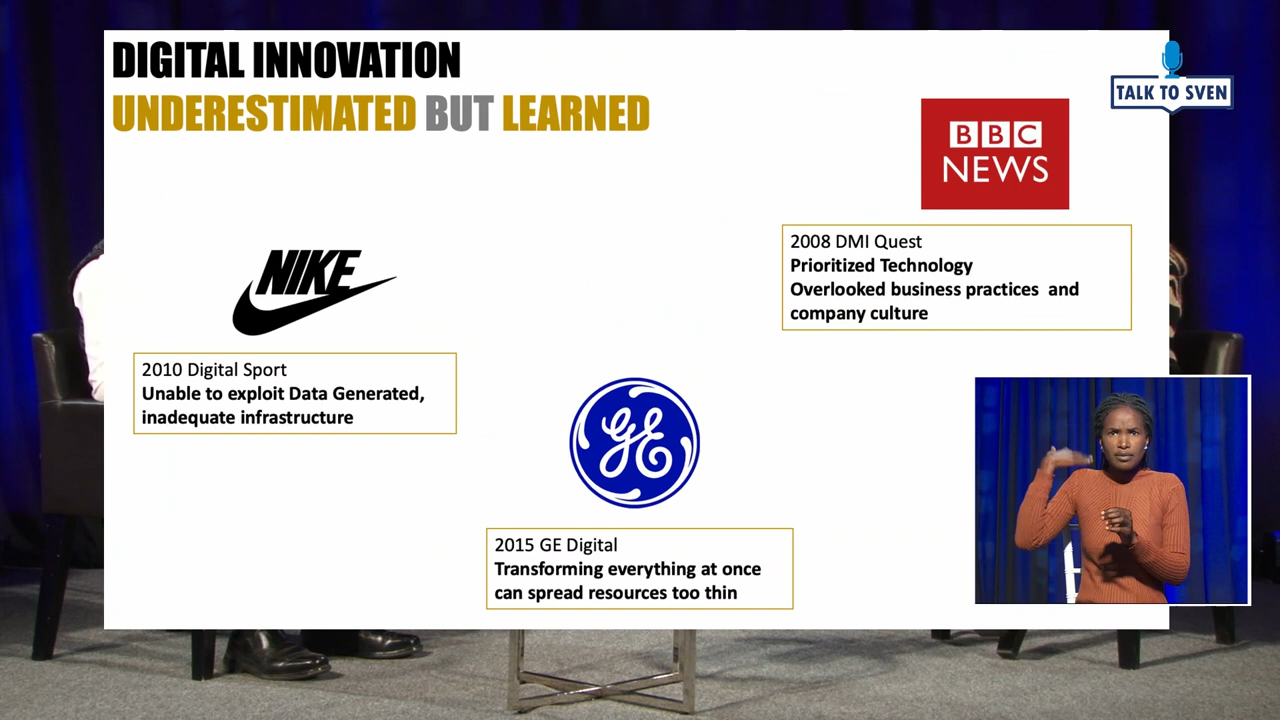 DIGITAL INNOVATION
UNDERESTIMATED BUT LEARNED
TALK TO SVEN
BBC
NEWS
2008 DMI Quest
Prioritized Technology
Overlooked business practices and
company culture
NIKE
2010 Digital Sport
Unable to exploit Data Generated,
inadequate infrastructure
GE
2015 GE Digital
Transforming everything at once
can spread resources too thin